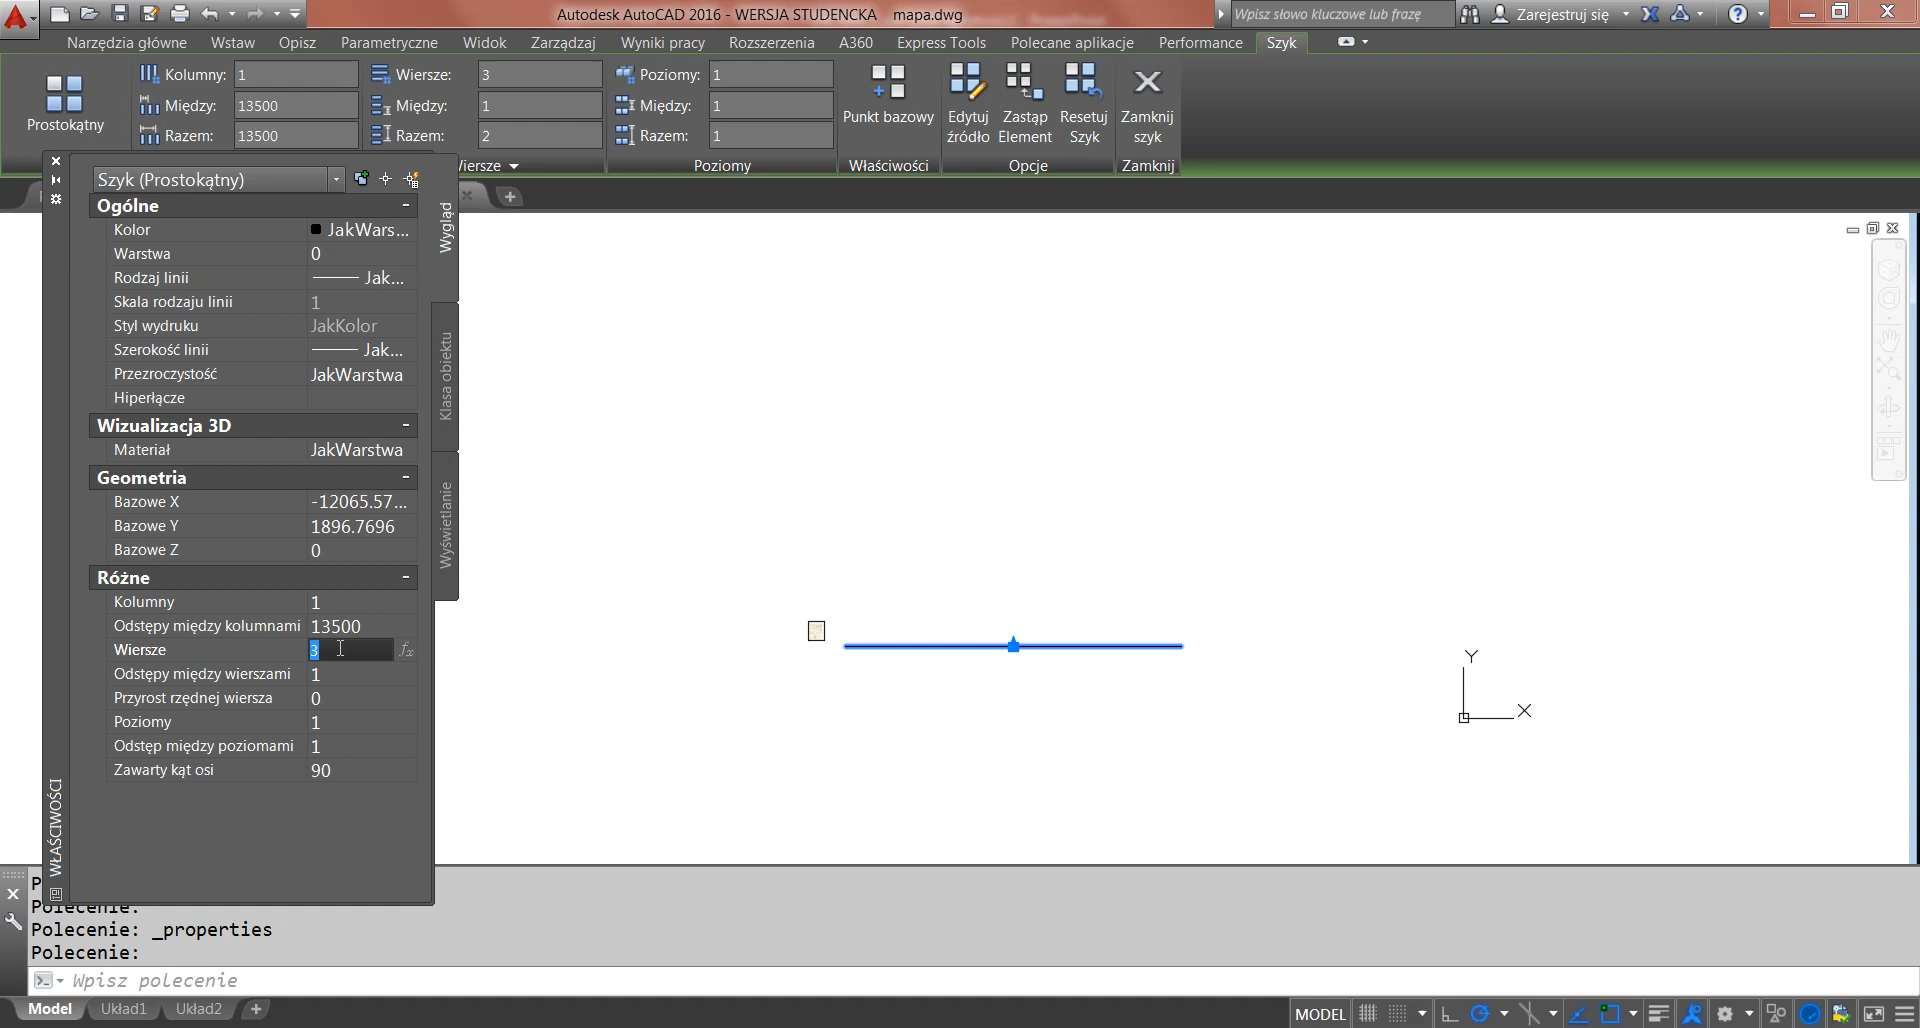 Autodesk AutoCAD 2016 - WERSJA STUDENCKA mapa.dwg
Wpisz słowo kluczowe lub frazę
Zarejestruj się
Narzędzia główne Wstaw Opisz Parametryczne Widok Zarządzaj Wyniki pracy Rozszerzenia A360 Express Tools Polecane aplikacje Performance Szyk
Prostokątny
Kolumny: 1
Między: 13500
Razem: 13500
Wiersze: 3
Między: 1
Razem: 2
Poziomy: 1
Między: 1
Razem: 1
Punkt bazowy
Edytuj źródło
Zastąp Element
Resetuj Szyk
Zamknij szyk
Poziomy
Właściwości
Opcje
Zamknij
Szyk (Prostokątny)
Ogólne
Kolor JakWars...
Warstwa 0
Rodzaj linii Jak...
Skala rodzaju linii 1
Styl wydruku JakKolor
Szerokość linii Jak...
Przezroczystość JakWarstwa
Hiperłącze
Wizualizacja 3D
Materiał JakWarstwa
Geometria
Bazowe X -12065.57...
Bazowe Y 1896.7696
Bazowe Z 0
Różne
Kolumny 1
Odstępy między kolumnami 13500
Wiersze 3
Odstępy między wierszami 1
Przyrost rzędnej wiersza 0
Poziomy 1
Odstęp między poziomami 1
Zawarty kąt osi 90
Wygląd
Klasa obiektu
Wyświetlanie
WŁAŚCIWOŚCI
Y
X
Polecenie:
Polecenie: _properties
Polecenie:
Wpisz polecenie
Model Układ1 Układ2 +
MODEL